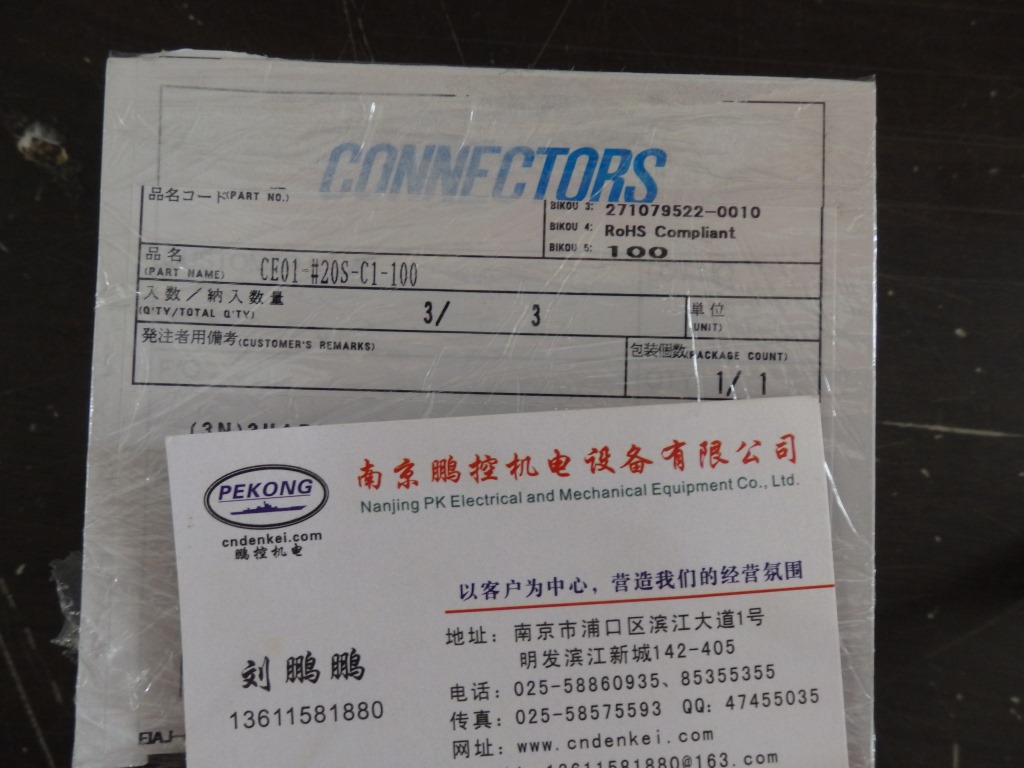 CONNECTORS
品名コード(PART NO.)
BIKOU 3: 271079522-0010
BIKOU 4: RoHS Compliant
BIKOU 5: 100
品名
(PART NAME) CE01-#20S-C1-100
入数/納入数量
(Q'TY/TOTAL Q'TY) 3/ 3
単位
(UNIT)
発注者用備考(CUSTOMER'S REMARKS)
包装個数(PACKAGE COUNT)
1/ 1
(3N)
PEKONG
cndenkei.com
鹏控机电
南京鹏控机电设备有限公司
Nanjing PK Electrical and Mechanical Equipment Co., Ltd.
以客户为中心，营造我们的经营氛围
地址：南京市浦口区滨江大道1号
明发滨江新城142-405
刘鹏鹏
13611581880
电话：025-58860935、85355355
传真：025-58575593 QQ：47455035
网址：www.cndenkei.com
13611581880@163.com
EIAJ-